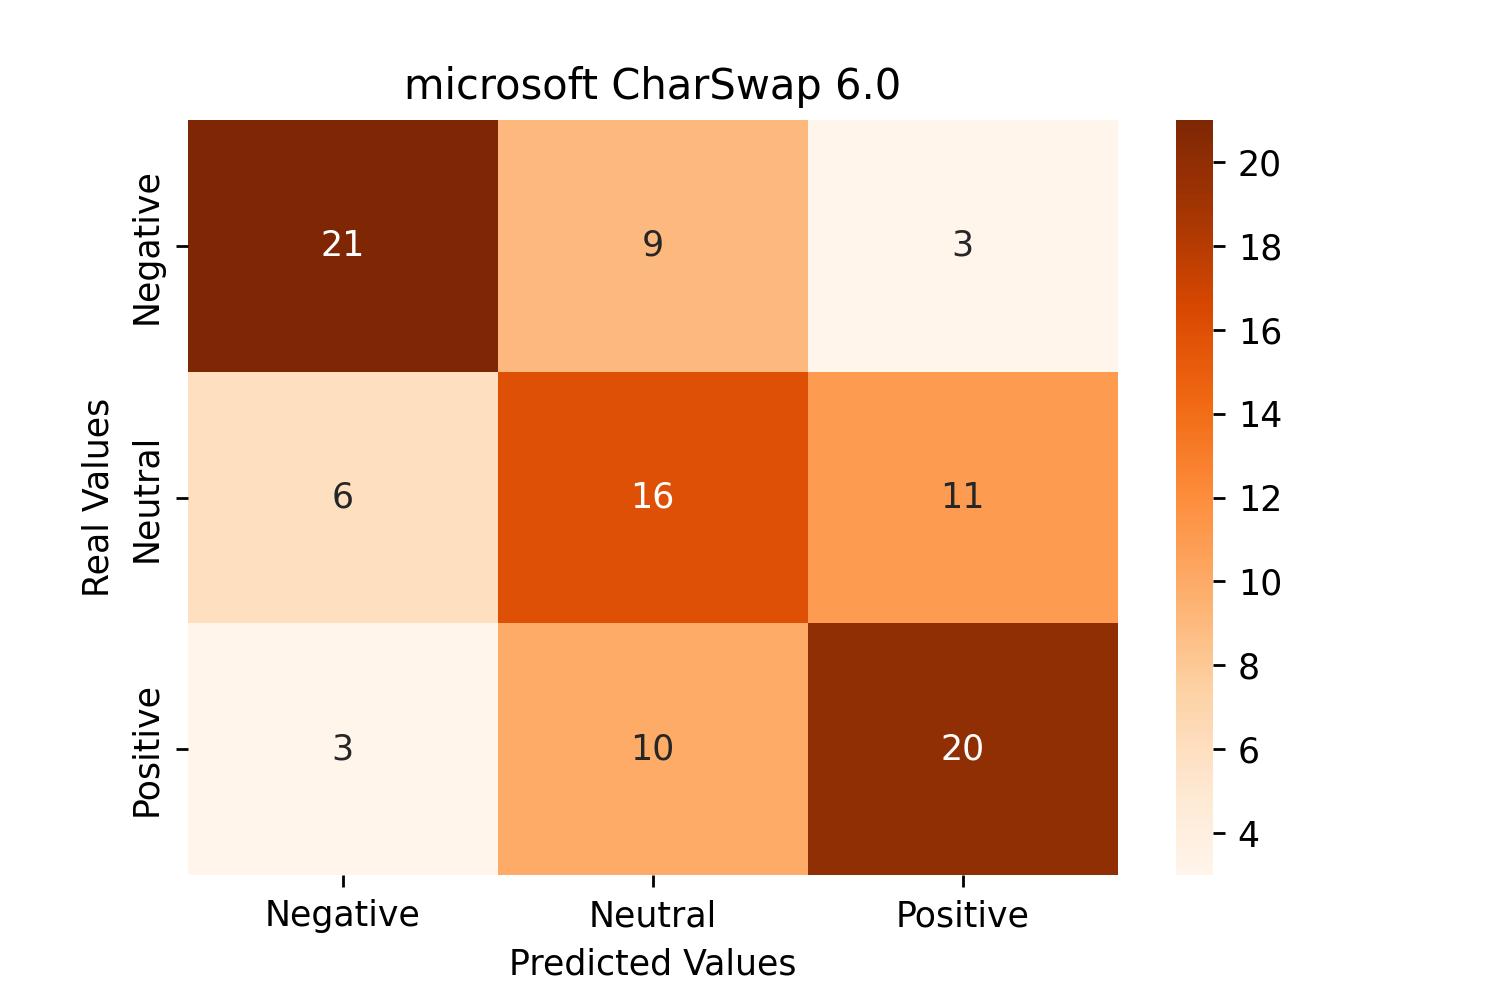 microsoft CharSwap 6.0
Real Values
Negative
21 9 3
Neutral
6 16 11
Positive
3 10 20
Negative Neutral Positive
Predicted Values
20
18
16
14
12
10
8
6
4